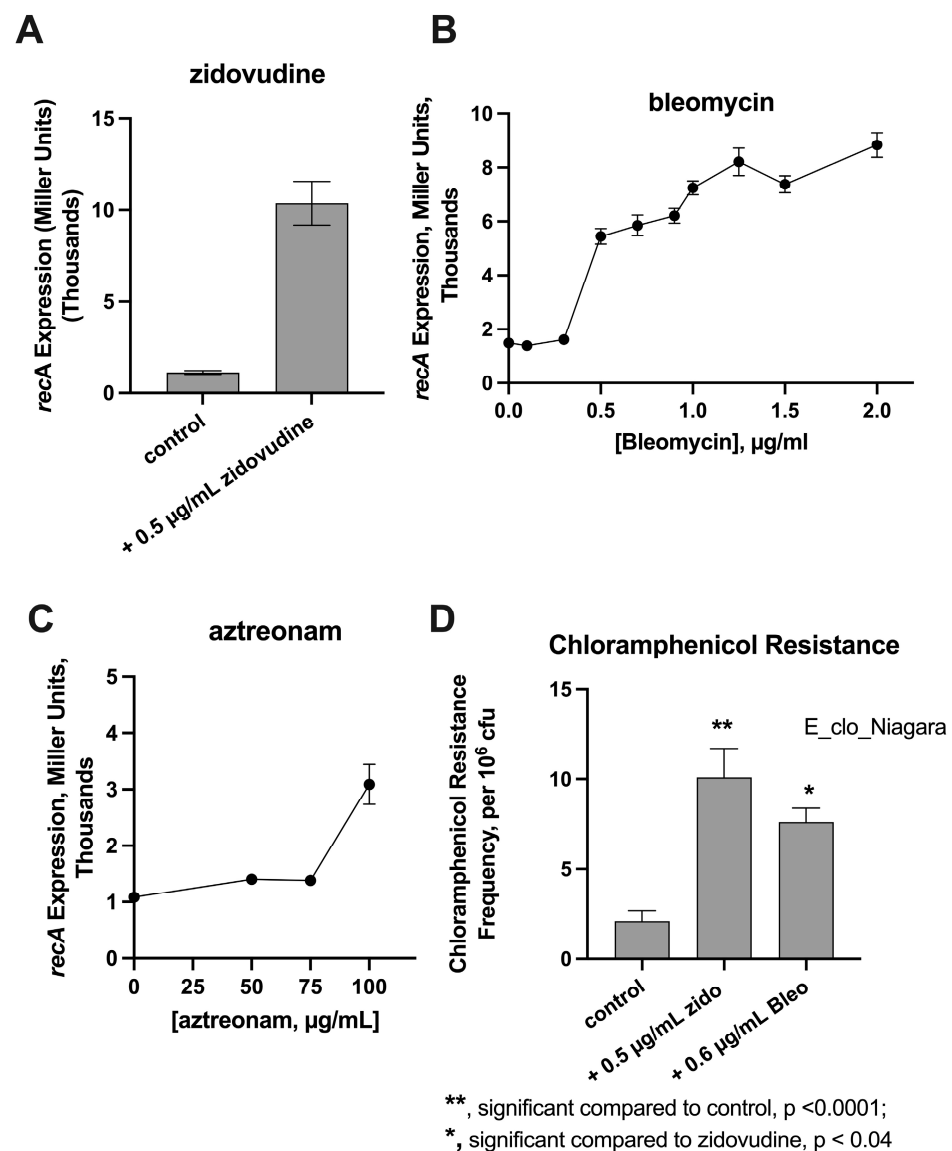 A
zidovudine
recA Expression (Miller Units)
(Thousands)
15
10
5
0
control
+ 0.5 µg/mL zidovudine
B
bleomycin
recA Expression, Miller Units,
Thousands
10
8
6
4
2
0
0.0 0.5 1.0 1.5 2.0
[Bleomycin], µg/ml
C
aztreonam
recA Expression, Miller Units,
Thousands
5
4
3
2
1
0
0 25 50 75 100
[aztreonam, µg/mL]
D
Chloramphenicol Resistance
Chloramphenicol Resistance
Frequency, per 10⁶ cfu
15
10
5
0
E_clo_Niagara
**
*
control
+ 0.5 µg/mL zido
+ 0.6 µg/mL Bleo
**, significant compared to control, p <0.0001;
*, significant compared to zidovudine, p < 0.04